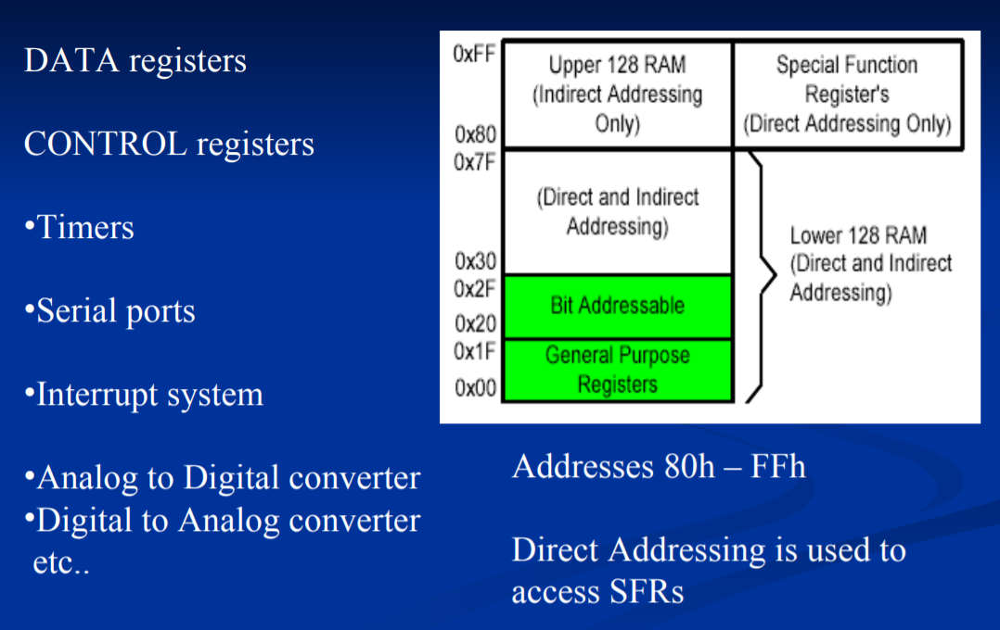 DATA registers
CONTROL registers
•Timers
•Serial ports
•Interrupt system
•Analog to Digital converter
•Digital to Analog converter
etc..
0xFF
Upper 128 RAM
(Indirect Addressing
Only)
0x80
Special Function
Register's
(Direct Addressing Only)
0x7F
(Direct and Indirect
Addressing)
0x30
0x2F
Bit Addressable
0x20
0x1F
General Purpose
Registers
0x00
Lower 128 RAM
(Direct and Indirect
Addressing)
Addresses 80h – FFh
Direct Addressing is used to
access SFRs